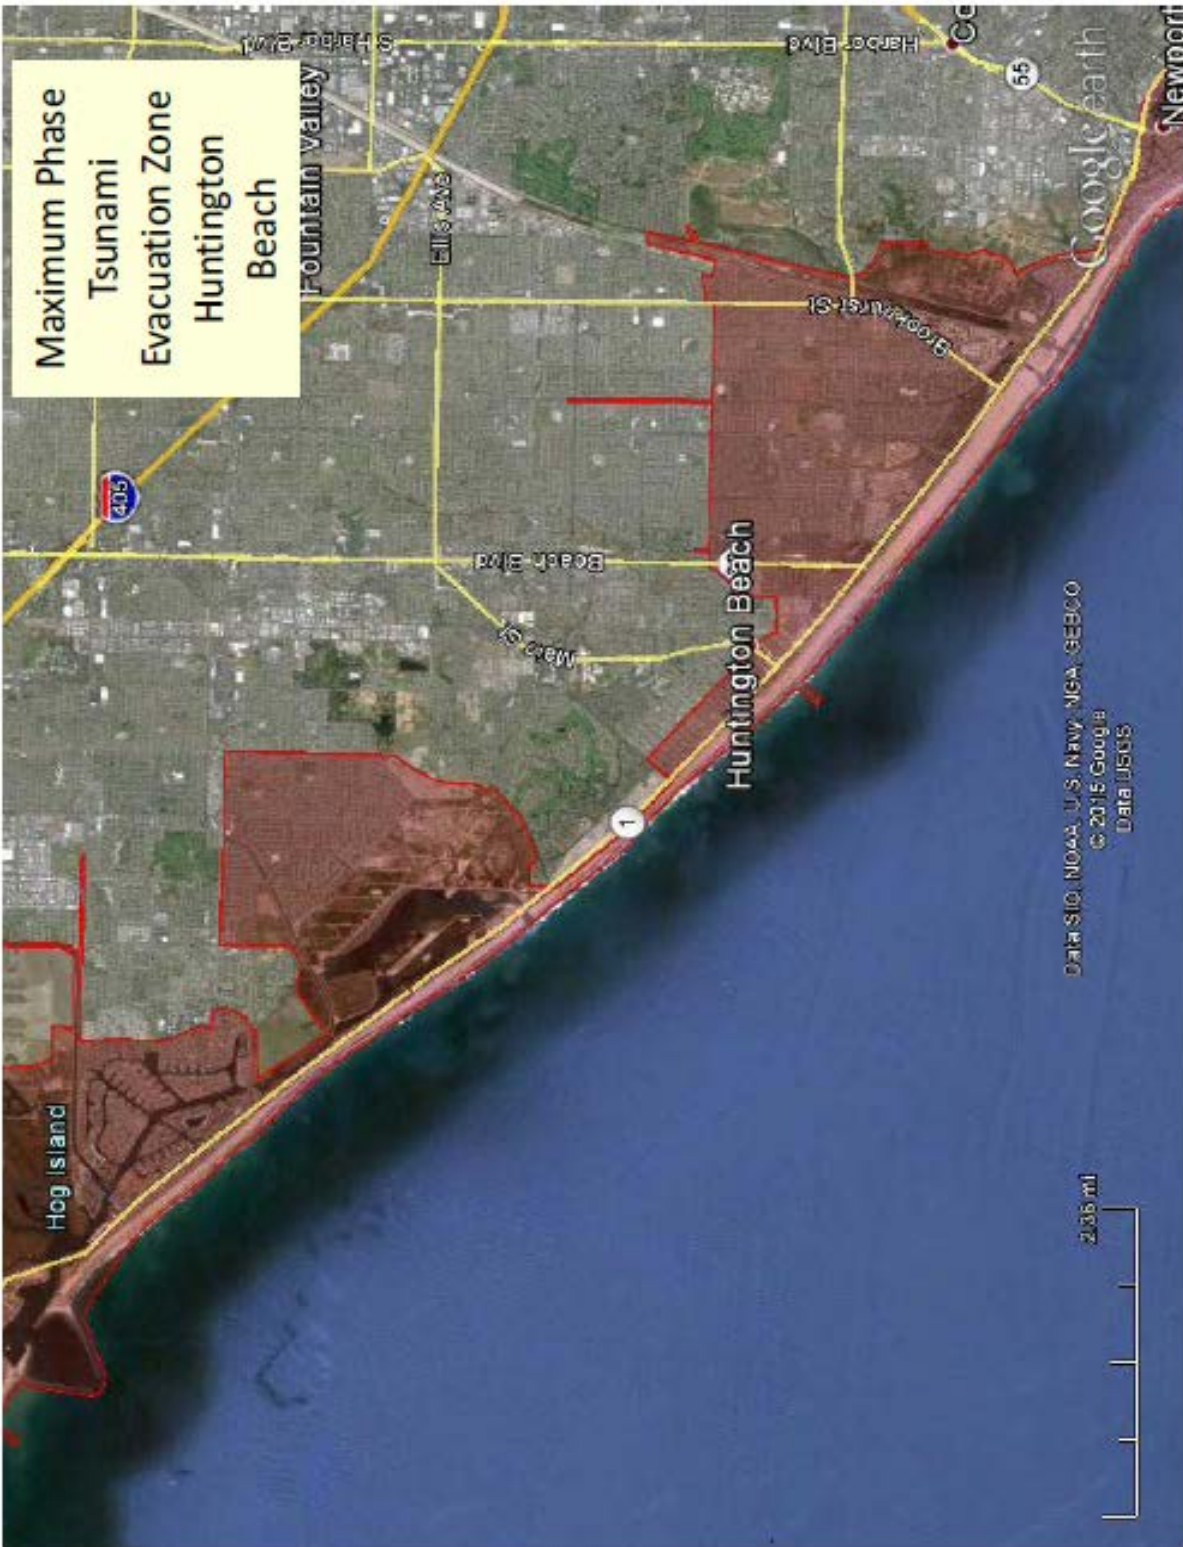 Maximum Phase
Tsunami
Evacuation Zone
Huntington
Beach
S Harbor Blvd
Harbor Blvd
Fountain Valley
55
Newport
Ellis Ave
405
Brookhurst St
Beach Blvd
Main St
Huntington Beach
1
Hog Island
Google earth
Data SIO, NOAA, U.S. Navy, NGA, GEBCO
© 2015 Google
Data USGS
2.36 mi